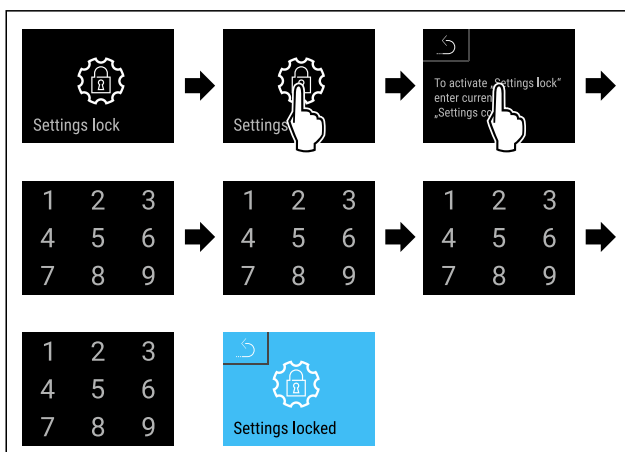 Settings lock
Settings
To activate „Settings lock"
enter curren
„Settings co
1 2 3
4 5 6
7 8 9
1 2 3
4 5 6
7 8 9
1 2 3
4 5 6
7 8 9
1 2 3
4 5 6
7 8 9
Settings locked